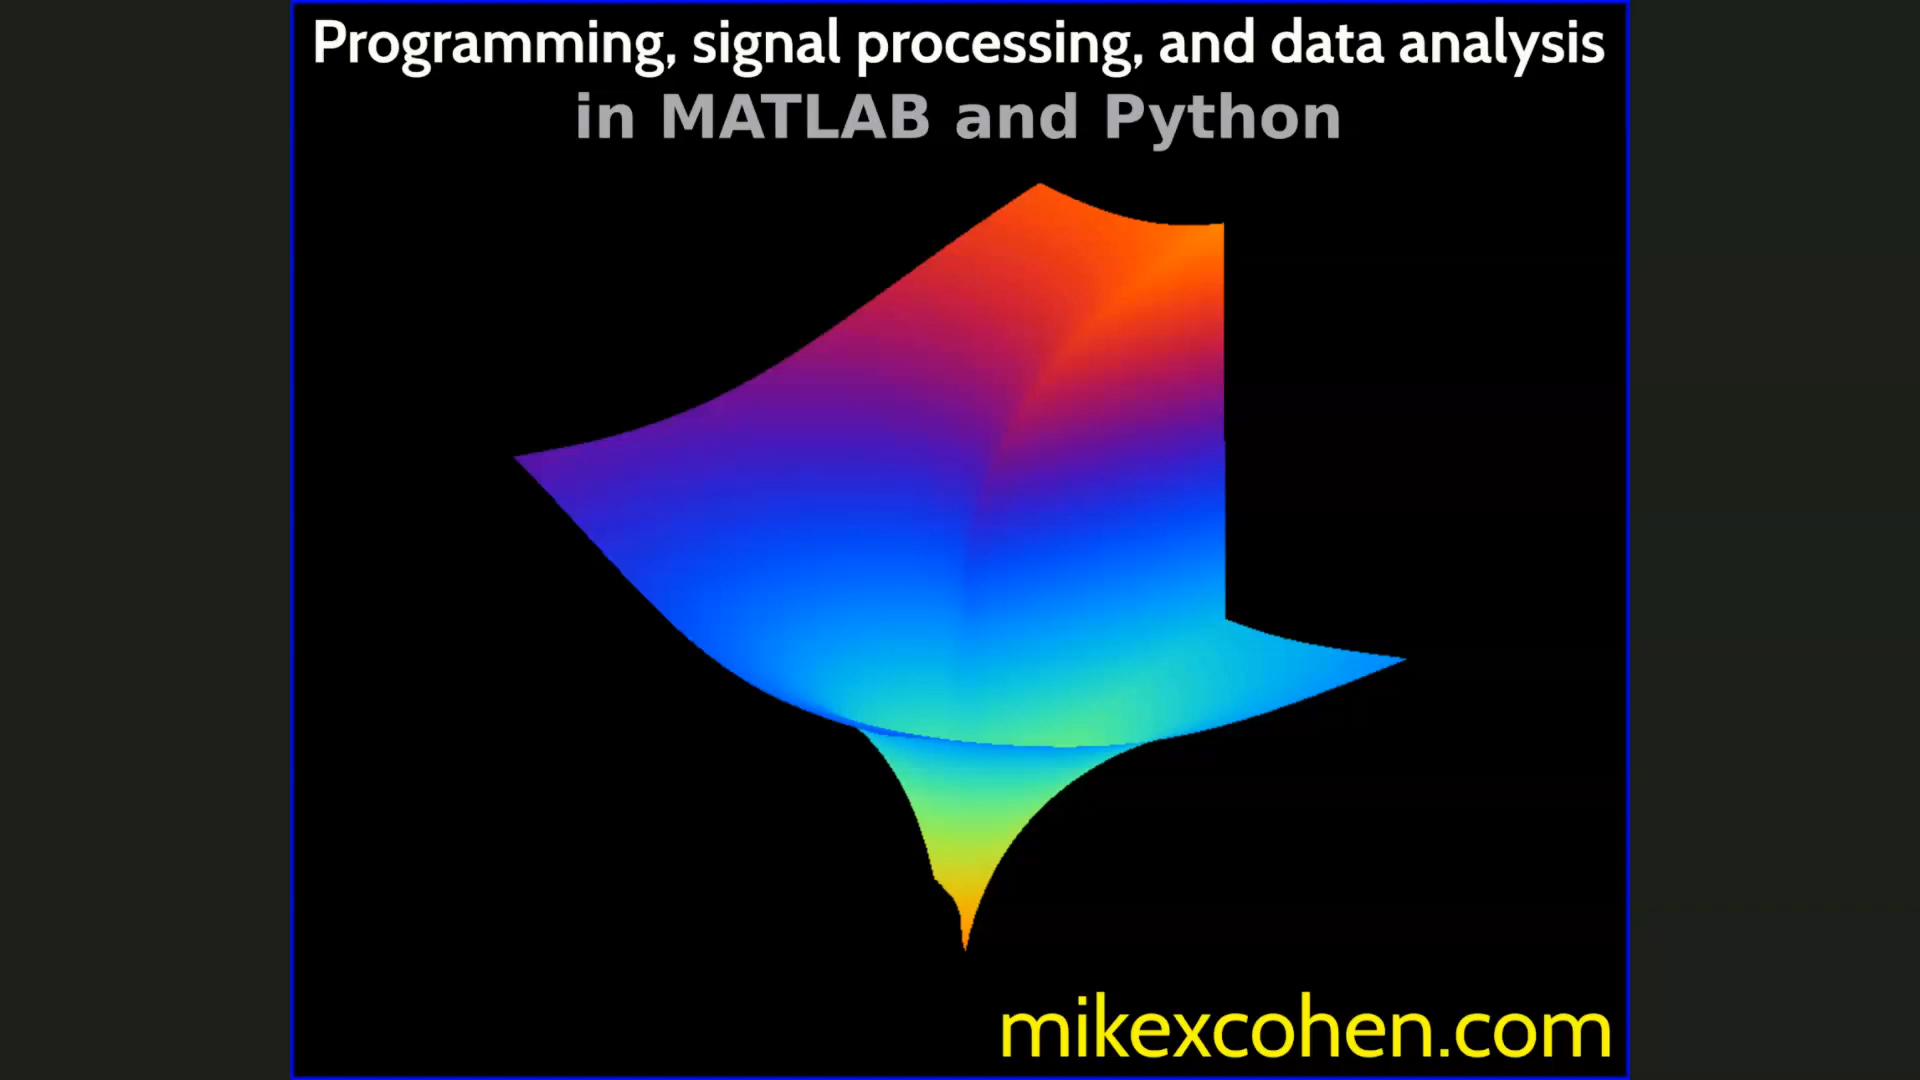 Programming, signal processing, and data analysis
in MATLAB and Python
mikexcohen.com